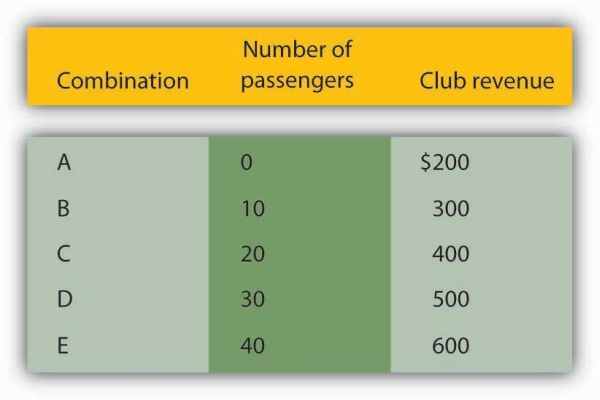 Combination Number of passengers Club revenue
A 0 $200
B 10 300
C 20 400
D 30 500
E 40 600